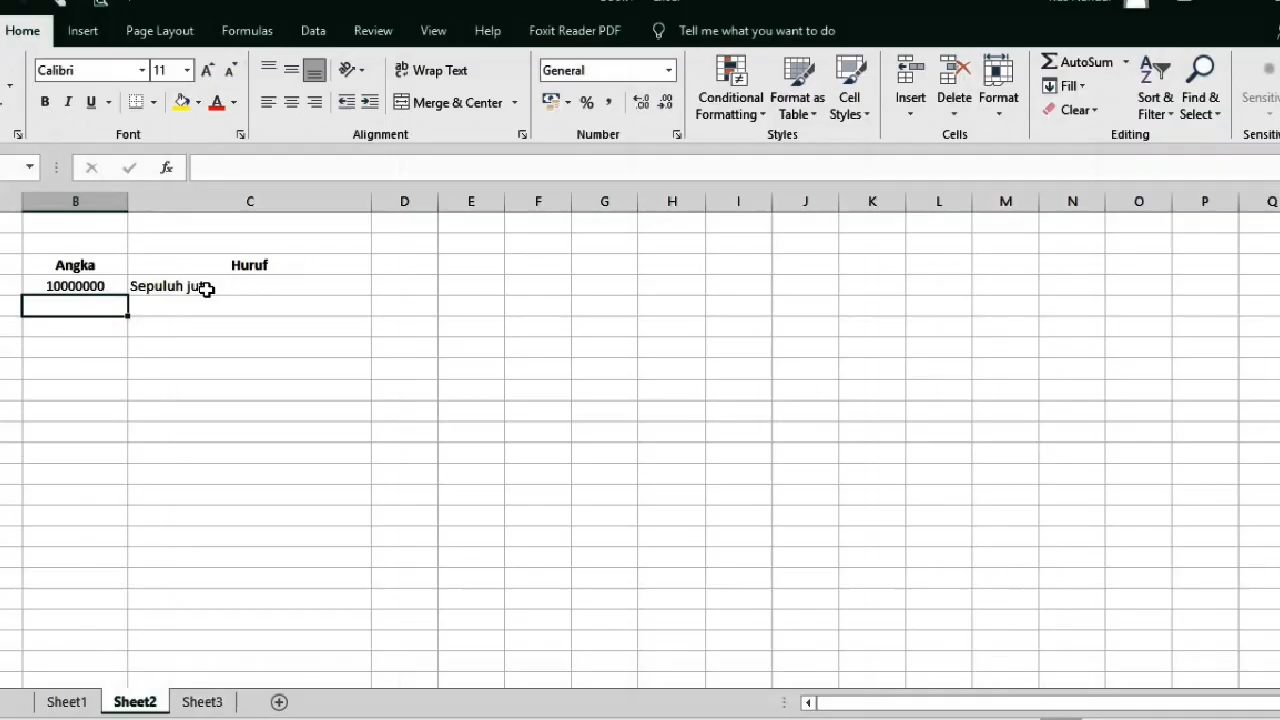 Home Insert Page Layout Formulas Data Review View Help Foxit Reader PDF Tell me what you want to do
Calibri 11 Wrap Text General AutoSum
Fill
B I U Merge & Center % , Conditional Formatting Format as Table Cell Styles Insert Delete Format Clear Sort & Filter Find & Select
Font Alignment Number Styles Cells Editing
fx
B C D E F G H I J K L M N O P Q
Angka Huruf
10000000 Sepuluh
Sheet1 Sheet2 Sheet3